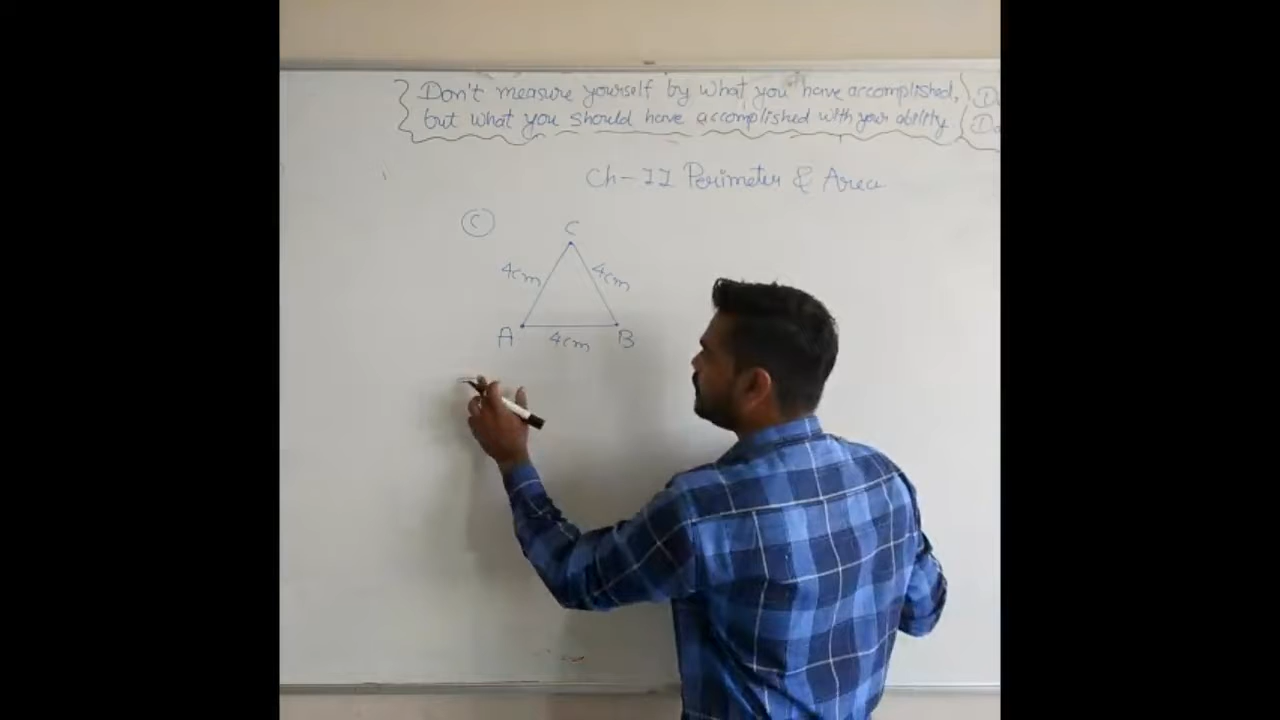 Don't measure yourself by what you have accomplished,
but what you should have accomplished with your ability.
Ch-11 Perimeter & Area
C
C
4cm 4cm
A 4cm B